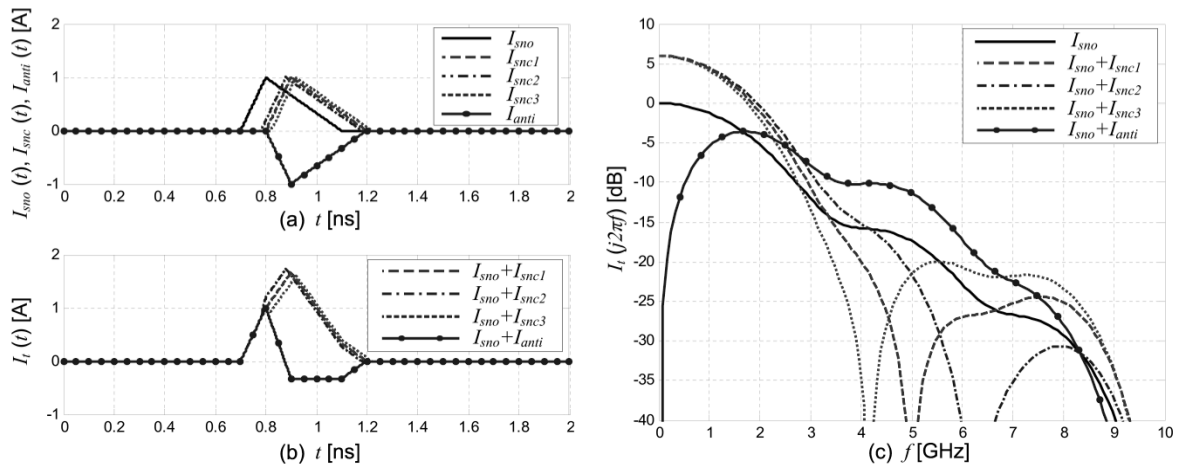 I_sno (t), I_snc (t), I_anti (t) [A]
2
1
0
-1
0 0.2 0.4 0.6 0.8 1 1.2 1.4 1.6 1.8 2
(a) t [ns]
I_sno
I_snc1
I_snc2
I_snc3
I_anti
I_t (t) [A]
2
1
0
-1
0 0.2 0.4 0.6 0.8 1 1.2 1.4 1.6 1.8 2
(b) t [ns]
I_sno+I_snc1
I_sno+I_snc2
I_sno+I_snc3
I_sno+I_anti
I_t (j2πf) [dB]
10
5
0
-5
-10
-15
-20
-25
-30
-35
-40
0 1 2 3 4 5 6 7 8 9 10
(c) f [GHz]
I_sno
I_sno+I_snc1
I_sno+I_snc2
I_sno+I_snc3
I_sno+I_anti